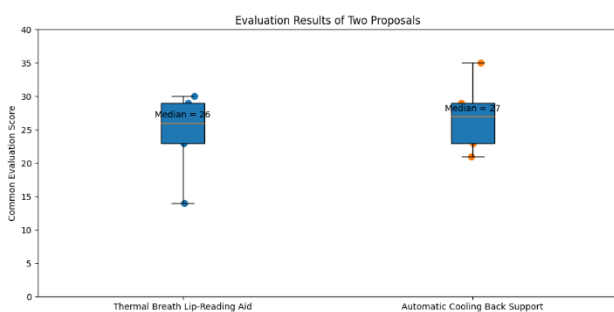 Evaluation Results of Two Proposals
40
35
30
25
20
15
10
5
0
Common Evaluation Score
Median = 26
Median = 27
Thermal Breath Lip-Reading Aid
Automatic Cooling Back Support